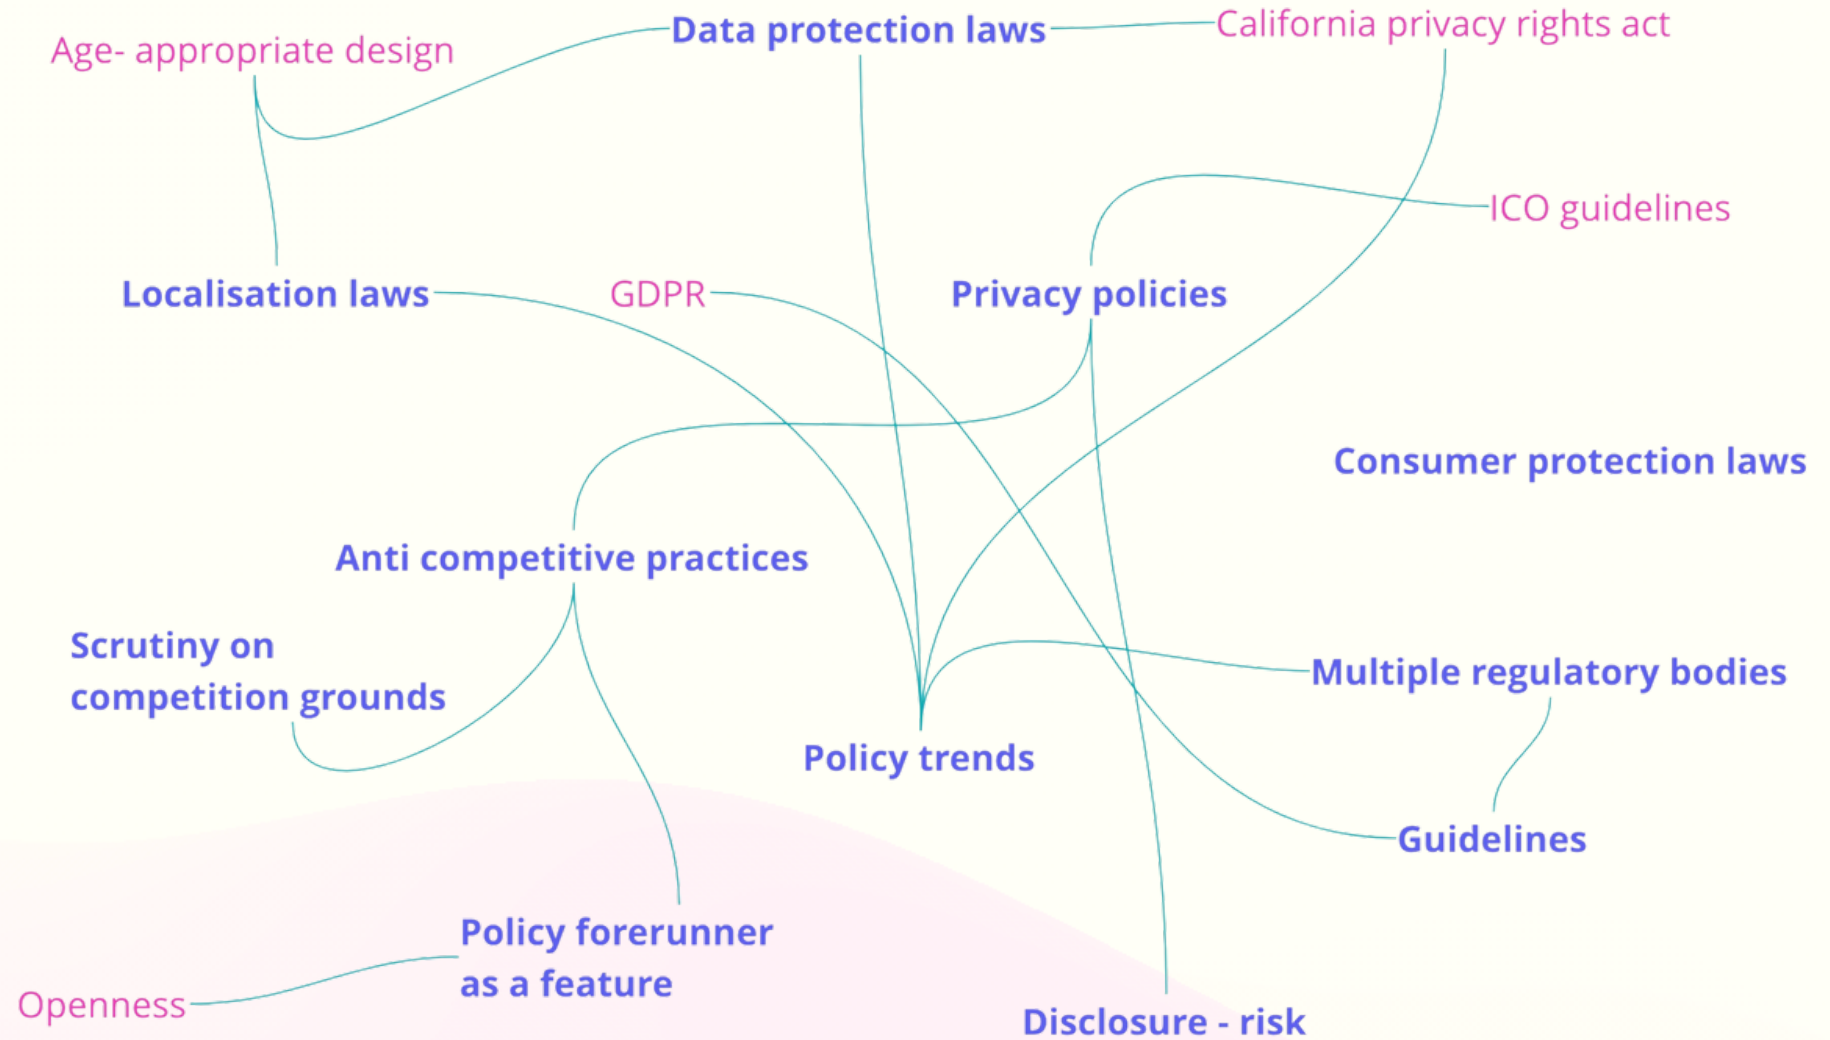 Data protection laws
California privacy rights act
Age- appropriate design
ICO guidelines
Localisation laws
GDPR
Privacy policies
Consumer protection laws
Anti competitive practices
Scrutiny on
competition grounds
Multiple regulatory bodies
Policy trends
Guidelines
Policy forerunner
as a feature
Openness
Disclosure - risk